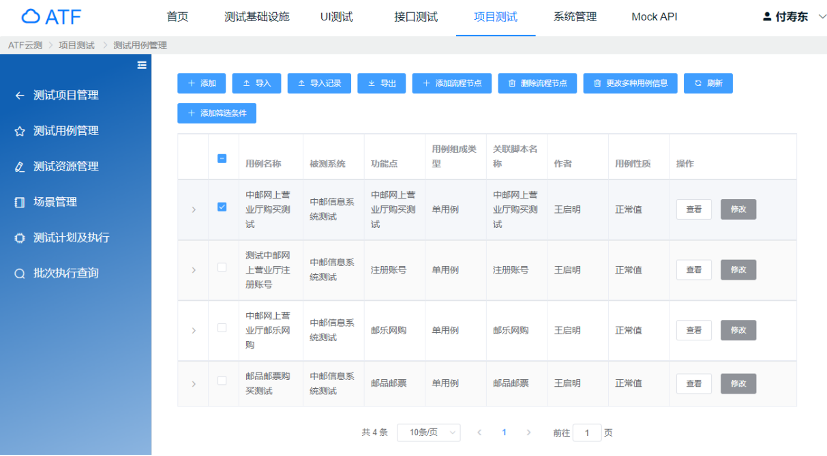 ATF
首页
测试基础设施
UI测试
接口测试
项目测试
系统管理
Mock API
付寿东
ATF云测 > 项目测试 > 测试用例管理
测试项目管理
测试用例管理
测试资源管理
场景管理
测试计划及执行
批次执行查询
+ 添加
导入
导入记录
导出
+ 添加流程节点
删除流程节点
更改多种用例信息
刷新
+ 添加筛选条件
用例名称
被测系统
功能点
用例组成类
型
关联脚本名
称
作者
用例性质
操作
中邮网上营
业厅购买测
试
中邮信息系
统测试
中邮网上营
业厅购买测
试
单用例
中邮网上营
业厅购买测
试
王启明
正常值
查看
修改
测试中邮网
上营业厅注
册账号
中邮信息系
统测试
注册账号
单用例
注册账号
王启明
正常值
查看
修改
中邮网上营
业厅邮乐网
购
中邮信息系
统测试
邮乐网购
单用例
邮乐网购
王启明
正常值
查看
修改
邮品邮票购
买测试
中邮信息系
统测试
邮品邮票
单用例
邮品邮票
王启明
正常值
查看
修改
共 4 条
10条/页
1
前往 1 页